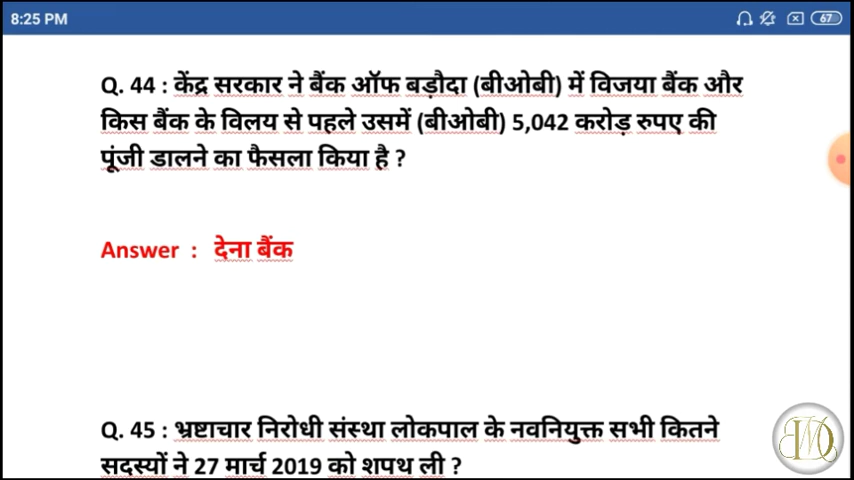 8:25 PM
67
Q. 44 : केंद्र सरकार ने बैंक ऑफ बड़ौदा (बीओबी) में विजया बैंक और
किस बैंक के विलय से पहले उसमें (बीओबी) 5,042 करोड़ रुपए की
पूंजी डालने का फैसला किया है ?
Answer : देना बैंक
Q. 45 : भ्रष्टाचार निरोधी संस्था लोकपाल के नवनियुक्त सभी कितने
सदस्यों ने 27 मार्च 2019 को शपथ ली ?